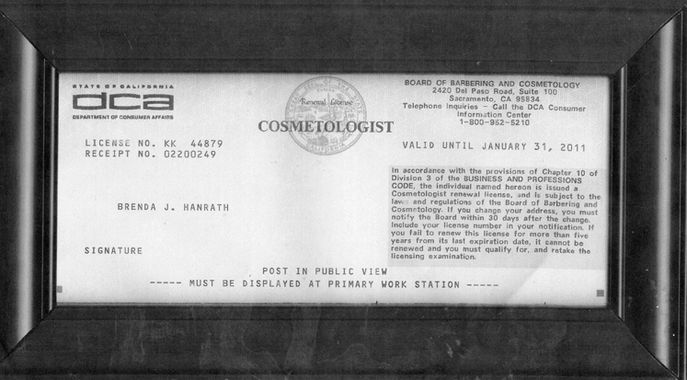 STATE OF CALIFORNIA
dca
DEPARTMENT OF CONSUMER AFFAIRS
Renewal License
COSMETOLOGIST
BOARD OF BARBERING AND COSMETOLOGY
2420 Del Paso Road, Suite 100
Sacramento, CA 95834
Telephone Inquiries - Call the DCA Consumer
Information Center
1-800-952-5210
LICENSE NO. KK 44879
RECEIPT NO. 02200249
VALID UNTIL JANUARY 31, 2011
In accordance with the provisions of Chapter 10 of
Division 3 of the BUSINESS AND PROFESSIONS
CODE, the individual named hereon is issued a
Cosmetologist renewal license, and is subject to the
laws and regulations of the Board of Barbering and
Cosmetology. If you change your address, you must
notify the Board within 30 days after the change.
Include your license number in your notification. If
you fail to renew this license for more than five
years from its last expiration date, it cannot be
renewed and you must qualify for, and retake the
licensing examination.
BRENDA J. HANRATH
SIGNATURE
POST IN PUBLIC VIEW
----- MUST BE DISPLAYED AT PRIMARY WORK STATION -----